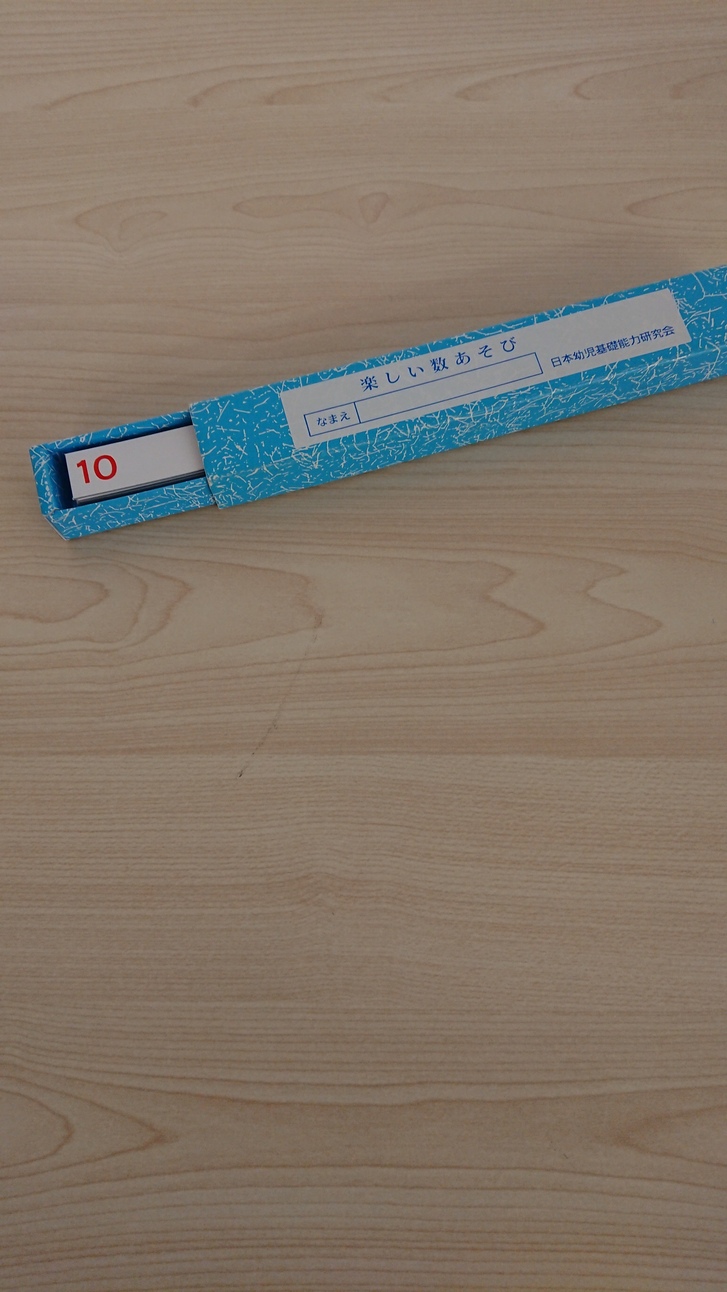 楽しい数あそび
なまえ
日本幼児基礎能力研究会
10